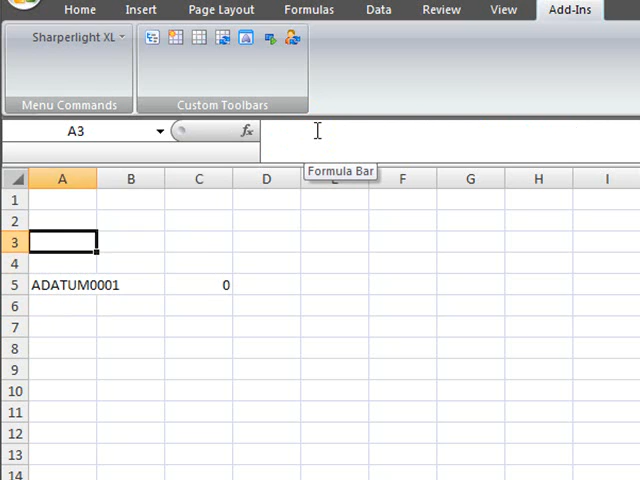 Home Insert Page Layout Formulas Data Review View Add-Ins
Sharperlight XL
Menu Commands Custom Toolbars
A3 fx
Formula Bar
A B C D E F G H I
1
2
3
4
5 ADATUM0001 0
6
7
8
9
10
11
12
13
14